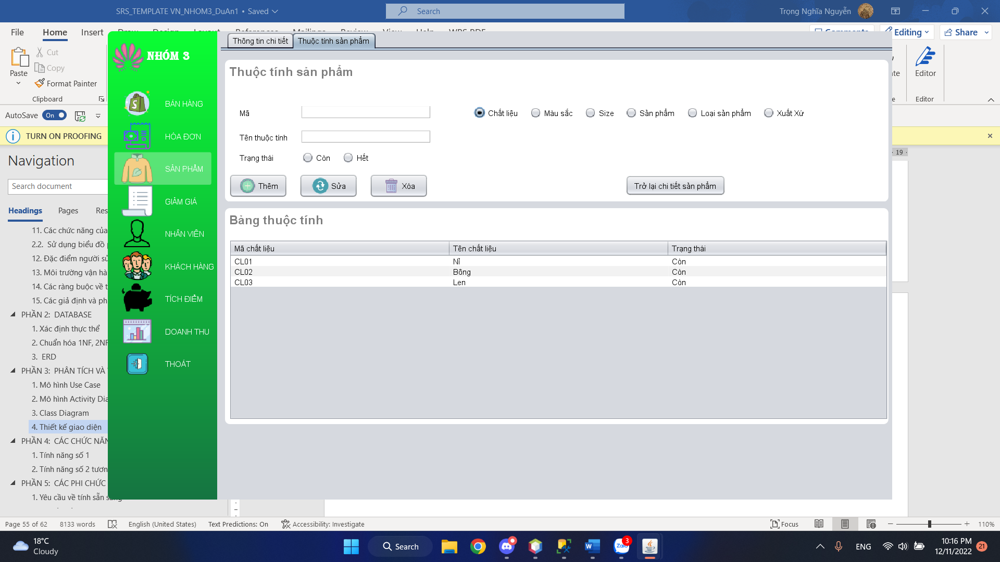 SRS_TEMPLATE VN_NHOM3_DuAn1 • Saved
Search
Trọng Nghĩa Nguyễn
File
Home
Insert
Editing
Share
Paste
Cut
Copy
Format Painter
Clipboard
Editor
Editor
AutoSave
On
TURN ON PROOFING
19
Navigation
Search document
Headings
Pages
Res
11. Các chức năng của
2.2. Sử dụng biểu đồ
12. Đặc điểm người sử
13. Môi trường vận hà
14. Các ràng buộc về t
15. Các giả định và ph
PHẦN 2: DATABASE
1. Xác định thực thể
2. Chuẩn hóa 1NF, 2NF
3. ERD
PHẦN 3: PHÂN TÍCH VÀ
1. Mô hình Use Case
2. Mô hình Activity Dia
3. Class Diagram
4. Thiết kế giao diện
PHẦN 4: CÁC CHỨC NĂN
1. Tính năng số 1
2. Tính năng số 2 tươn
PHẦN 5: CÁC PHI CHỨC
1. Yêu cầu về tính sẵn
NHÓM 3
BÁN HÀNG
HÓA ĐƠN
SẢN PHẨM
GIẢM GIÁ
NHÂN VIÊN
KHÁCH HÀNG
TÍCH ĐIỂM
DOANH THU
THOÁT
Thông tin chi tiết
Thuộc tính sản phẩm
Thuộc tính sản phẩm
Mã
Chất liệu
Màu sắc
Size
Sản phẩm
Loại sản phẩm
Xuất Xứ
Tên thuộc tính
Trạng thái
Còn
Hết
Thêm
Sửa
Xóa
Trở lại chi tiết sản phẩm
Bảng thuộc tính
Mã chất liệu
Tên chất liệu
Trạng thái
CL01
Nỉ
Còn
CL02
Bông
Còn
CL03
Len
Còn
Page 55 of 62
8133 words
English (United States)
Text Predictions: On
Accessibility: Investigate
Focus
110%
18°C
Cloudy
Search
Zalo
3
ENG
10:16 PM
12/11/2022
21